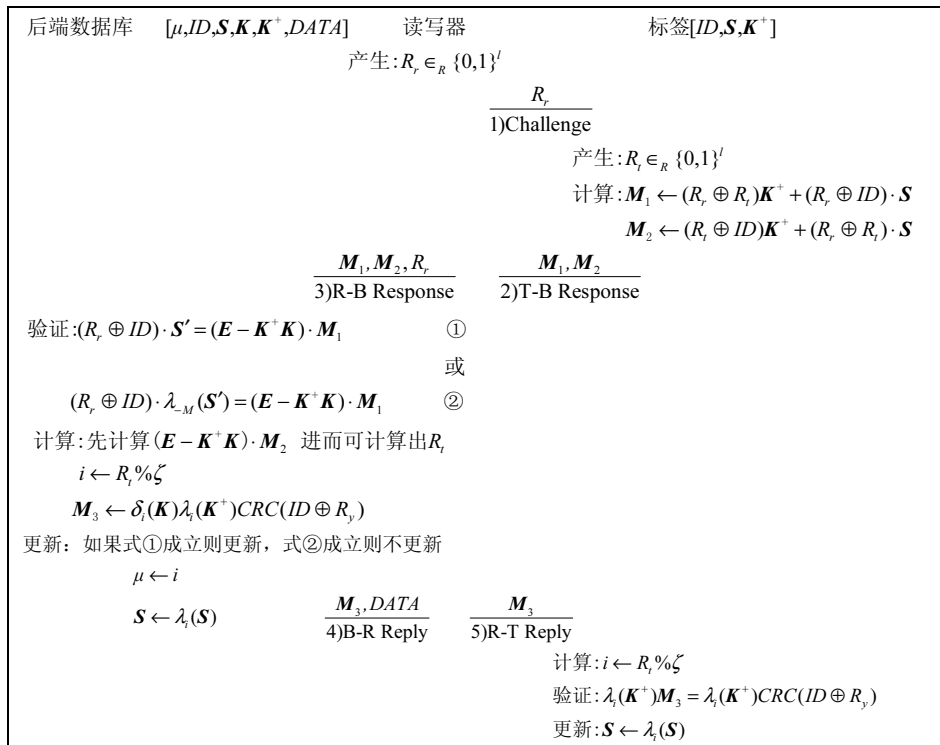 后端数据库 [μ,ID,S,K,K⁺,DATA] 读写器 标签[ID,S,K⁺]
产生:R_r ∈_R {0,1}^l
R_r
1)Challenge
产生:R_t ∈_R {0,1}^l
计算:M₁ ← (R_r ⊕ R_t)K⁺ + (R_r ⊕ ID)·S
M₂ ← (R_t ⊕ ID)K⁺ + (R_r ⊕ R_t)·S
M₁,M₂,R_r M₁,M₂
3)R-B Response 2)T-B Response
验证:(R_r ⊕ ID)·S′ = (E − K⁺K)·M₁ ①
或
(R_r ⊕ ID)·λ_{−M}(S′) = (E − K⁺K)·M₁ ②
计算:先计算(E − K⁺K)·M₂ 进而可计算出R_t
i ← R_t%ζ
M₃ ← δ_i(K)λ_i(K⁺)CRC(ID ⊕ R_y)
更新：如果式①成立则更新，式②成立则不更新
μ ← i
S ← λ_i(S) M₃,DATA M₃
4)B-R Reply 5)R-T Reply
计算:i ← R_t%ζ
验证:λ_i(K⁺)M₃ = λ_i(K⁺)CRC(ID ⊕ R_y)
更新:S ← λ_i(S)